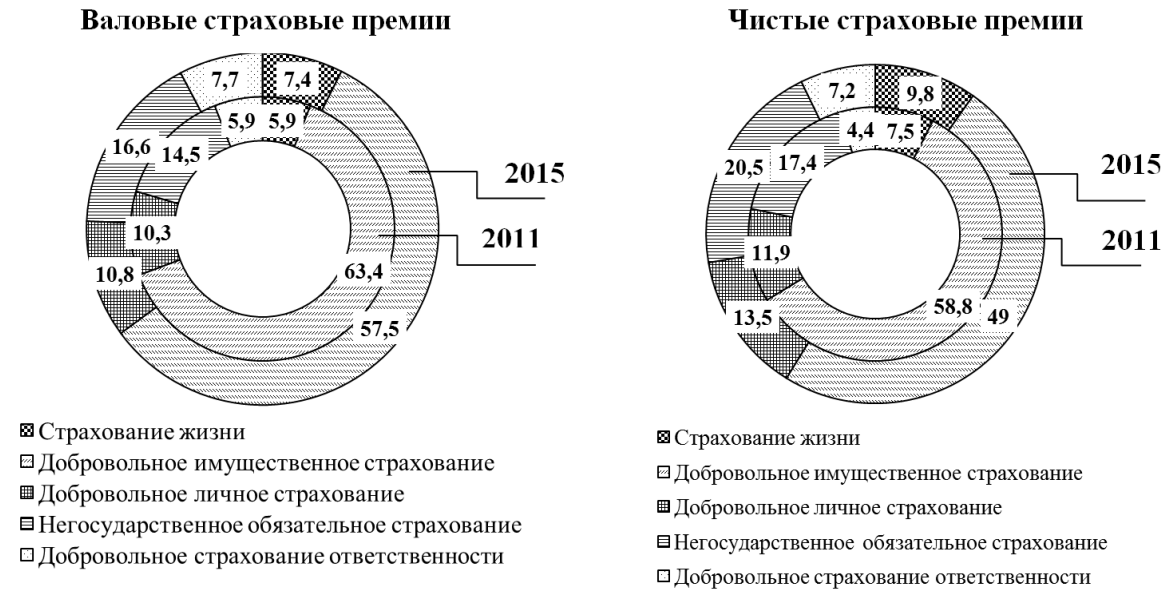 Валовые страховые премии
7,7
7,4
5,9
5,9
16,6
14,5
2015
10,3
2011
10,8
63,4
57,5
Страхование жизни
Добровольное имущественное страхование
Добровольное личное страхование
Негосударственное обязательное страхование
Добровольное страхование ответственности
Чистые страховые премии
7,2
9,8
4,4
7,5
20,5
17,4
2015
11,9
2011
13,5
58,8
49
Страхование жизни
Добровольное имущественное страхование
Добровольное личное страхование
Негосударственное обязательное страхование
Добровольное страхование ответственности